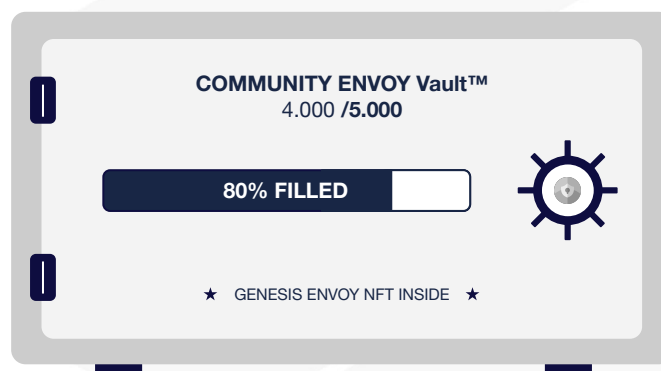 COMMUNITY ENVOY Vault™
4.000 /5.000
80% FILLED
★ GENESIS ENVOY NFT INSIDE ★